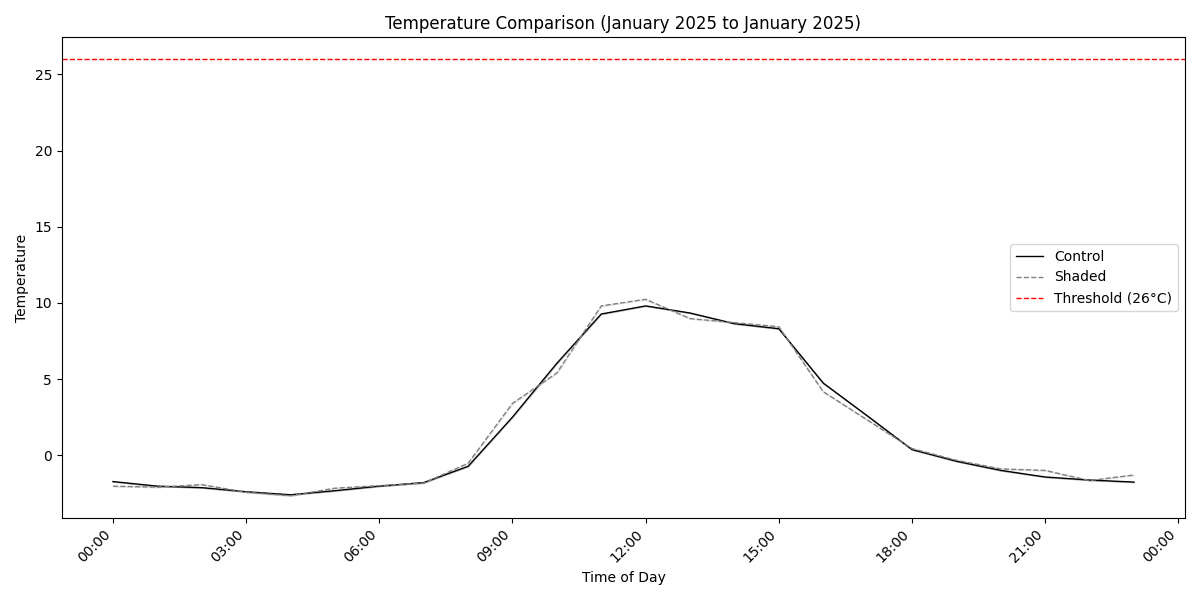 Temperature Comparison (January 2025 to January 2025)
25
20
15
10
5
0
Temperature
Control
Shaded
Threshold (26°C)
00:00
03:00
06:00
09:00
12:00
15:00
18:00
21:00
00:00
Time of Day